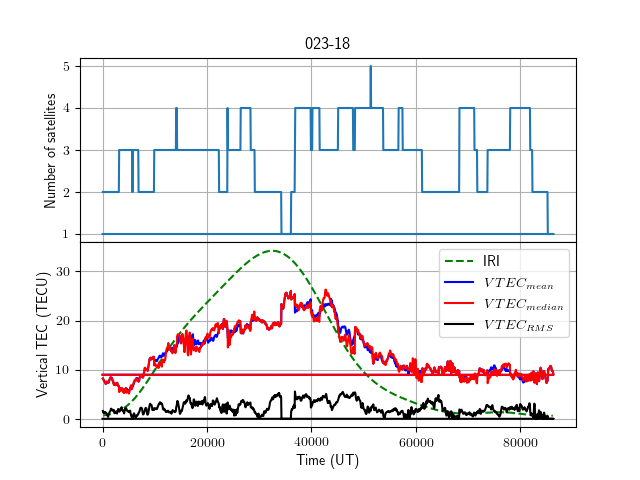 023-18
5
4
3
2
1
Number of satellites
IRI
VTEC_mean
VTEC_median
VTEC_RMS
30
20
10
0
Vertical TEC (TECU)
0 20000 40000 60000 80000
Time (UT)